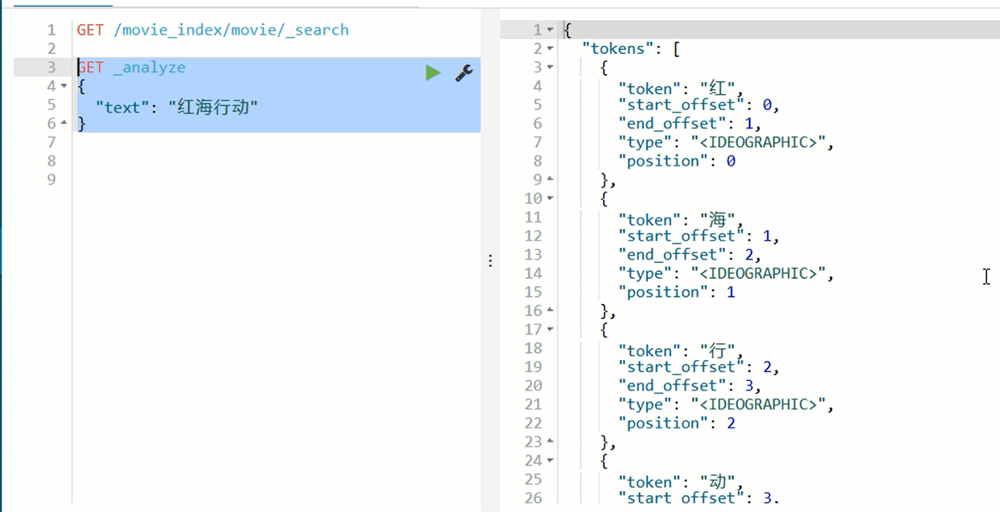 1 GET /movie_index/movie/_search
2
3 GET _analyze
4 {
5 "text": "红海行动"
6 }
7
8
9
1 {
2 "tokens": [
3 {
4 "token": "红",
5 "start_offset": 0,
6 "end_offset": 1,
7 "type": "<IDEOGRAPHIC>",
8 "position": 0
9 },
10 {
11 "token": "海",
12 "start_offset": 1,
13 "end_offset": 2,
14 "type": "<IDEOGRAPHIC>",
15 "position": 1
16 },
17 {
18 "token": "行",
19 "start_offset": 2,
20 "end_offset": 3,
21 "type": "<IDEOGRAPHIC>",
22 "position": 2
23 },
24 {
25 "token": "动",
26 "start_offset": 3,